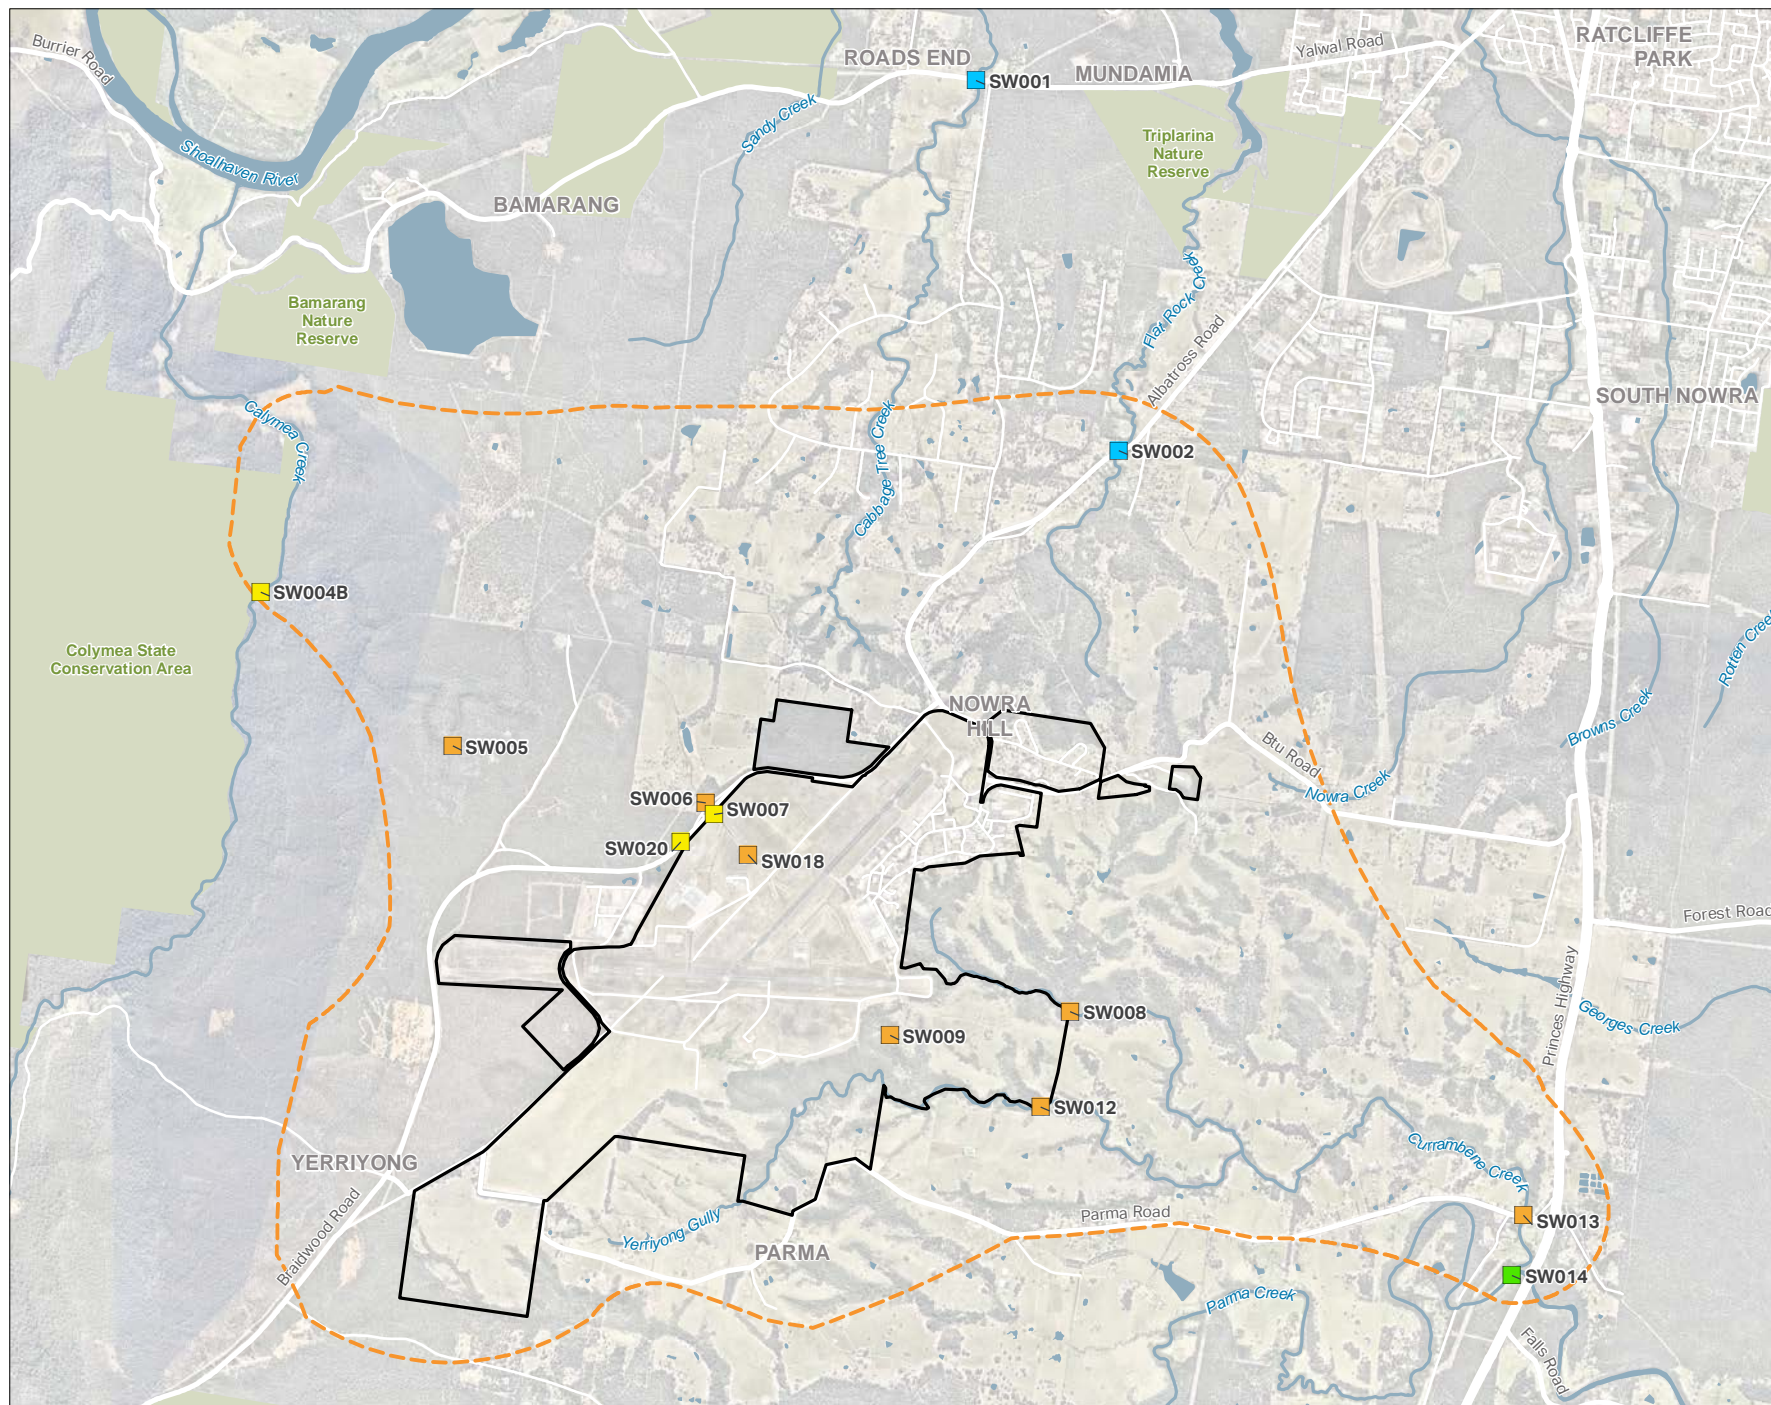 Burrier Road
ROADS END
RATCLIFFE
PARK
Yalwal Road
SW001
MUNDAMIA
Sandy Creek
Triplarina
Nature
Reserve
Shoalhaven River
BAMARANG
Flat Rock Creek
Bamarang
Nature
Reserve
Albatross Road
SOUTH NOWRA
Calymea Creek
Cabbage Tree Creek
SW002
SW004B
Colymea State
Conservation Area
Rotten Creek
NOWRA
HILL
Browns Creek
SW005
Btu Road
Nowra Creek
SW006
SW007
SW020
SW018
Forest Road
Princes Highway
SW008
Georges Creek
SW009
SW012
Currambene Creek
YERRIYONG
Braidwood Road
Yerriyong Gully
Parma Road
SW013
PARMA
SW014
Parma Creek
Falls Road